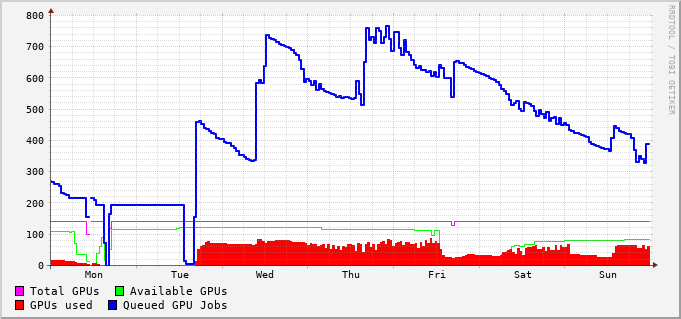 800
700
600
500
400
300
200
100
0
Mon Tue Wed Thu Fri Sat Sun
Total GPUs Available GPUs
GPUs used Queued GPU Jobs
RRDTOOL / TOBI OETIKER